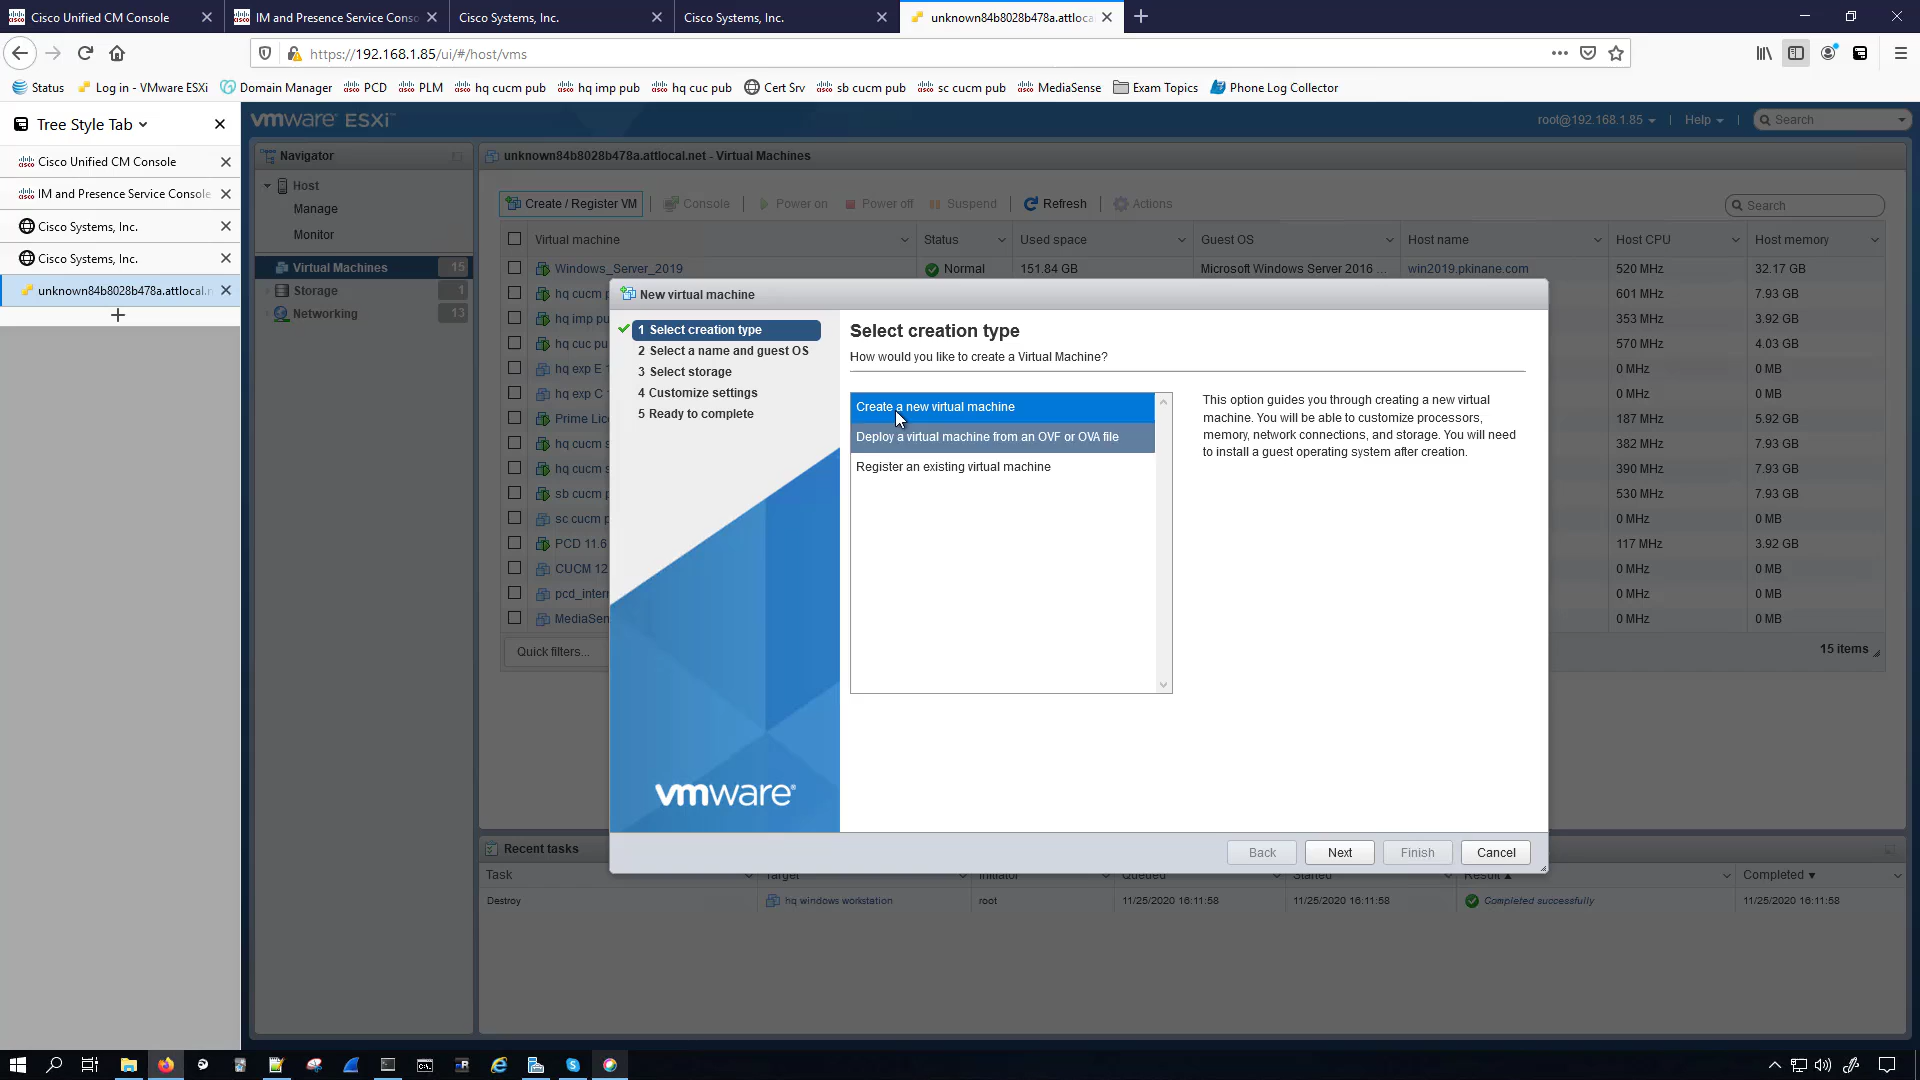 Cisco Unified CM Console
IM and Presence Service Conso
Cisco Systems, Inc.
Cisco Systems, Inc.
unknown84b8028b478a.attloca
https://192.168.1.85/ui/#/host/vms
Status
Log in - VMware ESXi
Domain Manager
PCD
PLM
hq cucm pub
hq imp pub
hq cuc pub
Cert Srv
sb cucm pub
sc cucm pub
MediaSense
Exam Topics
Phone Log Collector
Tree Style Tab
Cisco Unified CM Console
IM and Presence Service Console
Cisco Systems, Inc.
Cisco Systems, Inc.
unknown84b8028b478a.attlocal.n
vmware ESXi
root@192.168.1.85
Help
Search
Navigator
Host
Manage
Monitor
Virtual Machines 15
Storage 1
Networking 13
unknown84b8028b478a.attlocal.net - Virtual Machines
Create / Register VM
Console
Power on
Power off
Suspend
Refresh
Actions
Search
Virtual machine Status Used space Guest OS Host name Host CPU Host memory
Windows_Server_2019 Normal 151.84 GB Microsoft Windows Server 2016 ... win2019.pkinane.com 520 MHz 32.17 GB
hq cucm p 601 MHz 7.93 GB
hq imp pu 353 MHz 3.92 GB
hq cuc pu 570 MHz 4.03 GB
hq exp E 0 MHz 0 MB
hq exp C 0 MHz 0 MB
Prime Lice 187 MHz 5.92 GB
hq cucm s 382 MHz 7.93 GB
hq cucm s 390 MHz 7.93 GB
sb cucm p 530 MHz 7.93 GB
sc cucm p 0 MHz 0 MB
PCD 11.6 117 MHz 3.92 GB
CUCM 12 0 MHz 0 MB
pcd_inter 0 MHz 0 MB
MediaSen 0 MHz 0 MB
Quick filters...
15 items
New virtual machine
1 Select creation type
2 Select a name and guest OS
3 Select storage
4 Customize settings
5 Ready to complete
vmware
Select creation type
How would you like to create a Virtual Machine?
Create a new virtual machine
Deploy a virtual machine from an OVF or OVA file
Register an existing virtual machine
This option guides you through creating a new virtual
machine. You will be able to customize processors,
memory, network connections, and storage. You will need
to install a guest operating system after creation.
Back
Next
Finish
Cancel
Recent tasks
Task Target Initiator Queued Started Result Completed
Destroy hq windows workstation root 11/25/2020 16:11:58 11/25/2020 16:11:58 Completed successfully 11/25/2020 16:11:58